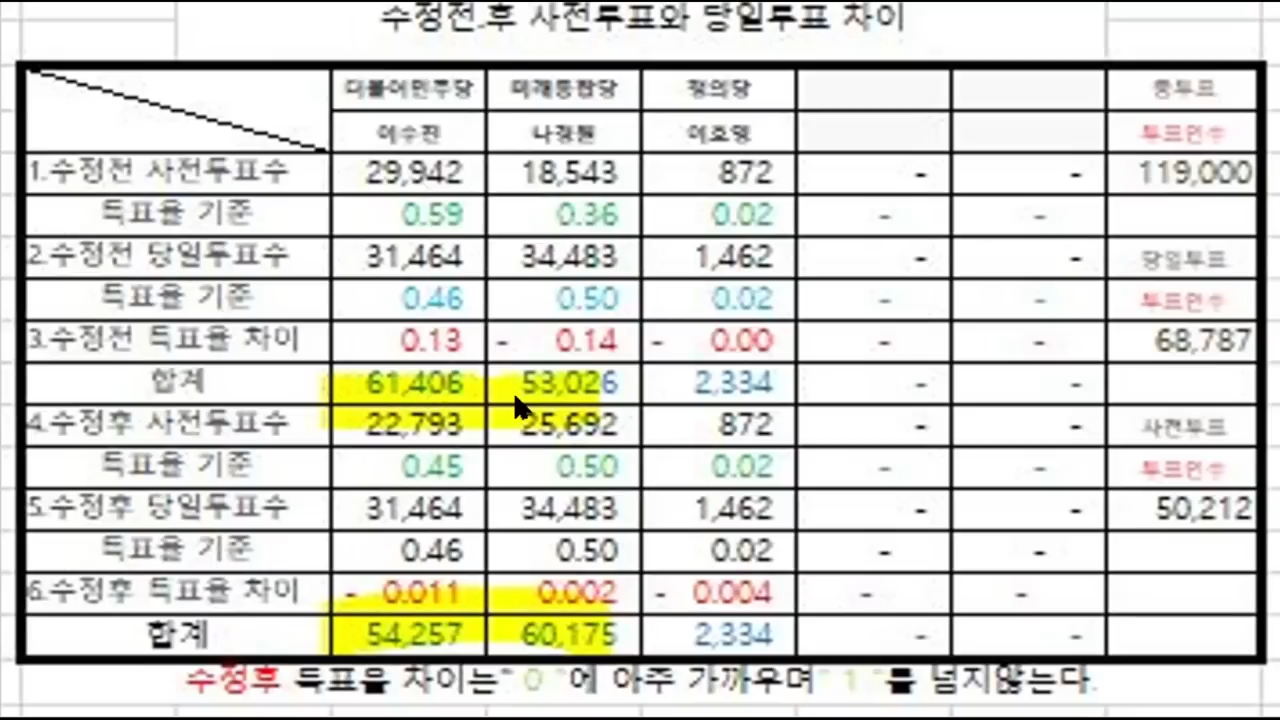 수정전.후 사전투표와 당일투표 차이
더불어민주당 미래통합당 정의당 총투표
이수진 나경원 이호영 투표인수
1.수정전 사전투표수 29,942 18,543 872 - - 119,000
득표율 기준 0.59 0.36 0.02 - -
2.수정전 당일투표수 31,464 34,483 1,462 - - 당일투표
득표율 기준 0.46 0.50 0.02 - - 투표인수
3.수정전 득표율 차이 0.13 - 0.14 - 0.00 - - 68,787
합계 61,406 53,026 2,334 - -
4.수정후 사전투표수 22,793 25,692 872 - - 사전투표
득표율 기준 0.45 0.50 0.02 - - 투표인수
5.수정후 당일투표수 31,464 34,483 1,462 - - 50,212
득표율 기준 0.46 0.50 0.02 - -
6.수정후 득표율 차이 - 0.011 0.002 - 0.004 - -
합계 54,257 60,175 2,334 - -
수정후 득표율 차이는" 0 "에 아주 가까우며" 1 "를 넘지않는다.